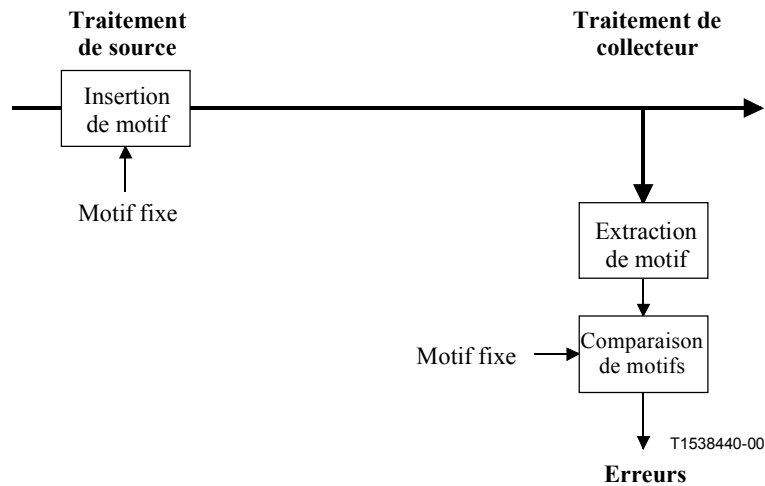 Traitement
de source
Traitement de
collecteur
Insertion
de motif
Motif fixe
Extraction
de motif
Motif fixe
Comparaison
de motifs
T1538440-00
Erreurs